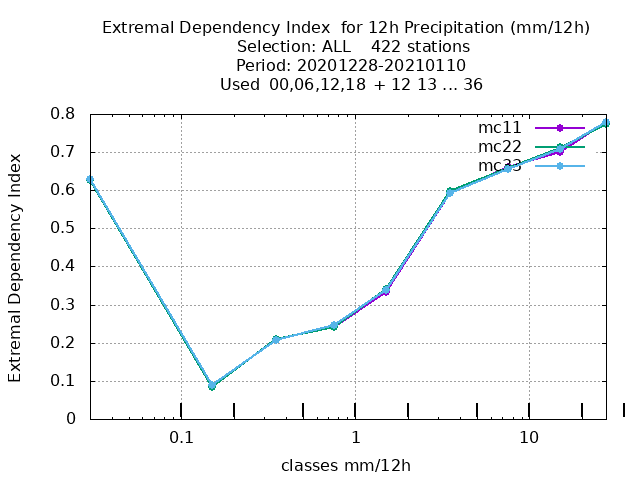 Extremal Dependency Index  for 12h Precipitation (mm/12h)
Selection: ALL    422 stations
Period: 20201228-20210110
Used  00,06,12,18  + 12 13 ... 36
Extremal Dependency Index
0.8
0.7
0.6
0.5
0.4
0.3
0.2
0.1
0
mc11
mc22
mc33
0.1
1
10
classes mm/12h